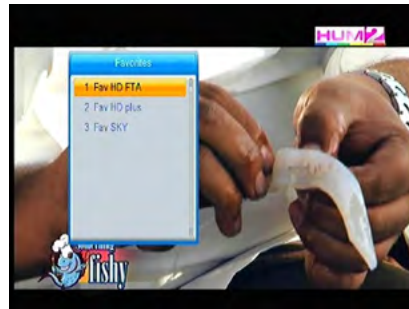 HUM2
Favorites
1 Fav HD FTA
2 Fav HD plus
3 Fav SKY
fishy